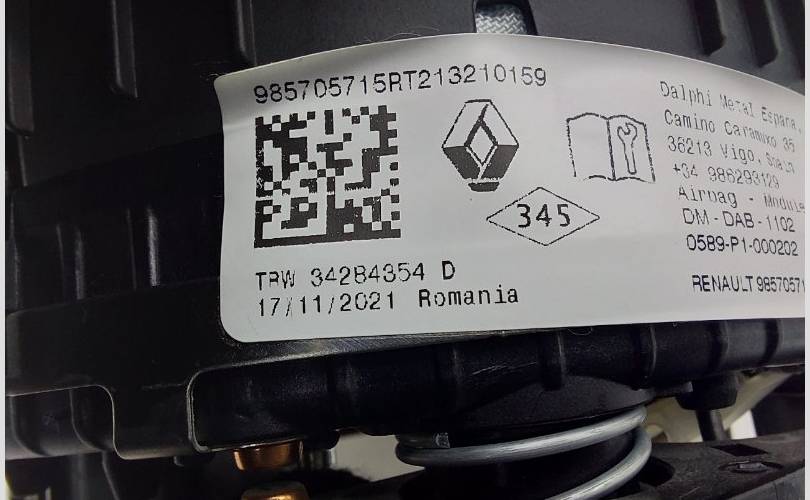 985705715RT213210159
345
TRW 34284354 D
17/11/2021 Romania
Dalphi Metal Espana,
Camino Caramuxo 35
36213 Vigo, Spain
+34 986293129
Airbag - Module
DM-DAB-1102
0589-P1-000202
RENAULT 98570571